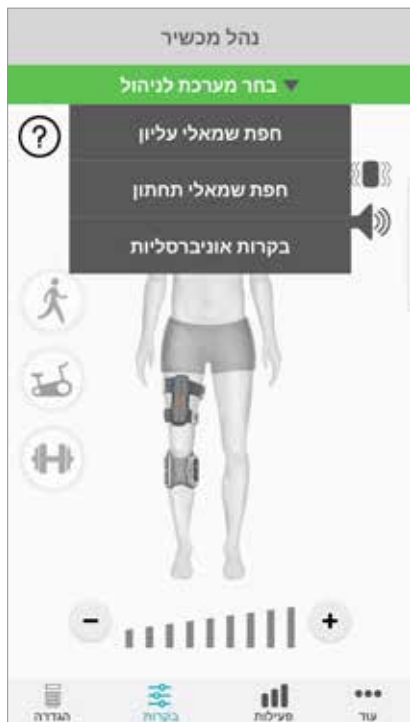 נהל מכשיר
בחר מערכת לניהול
חפת שמאלי עליון
חפת שמאלי תחתון
בקרות אוניברסליות
?
− +
עוד
פעילות
בקרות
הגדרה